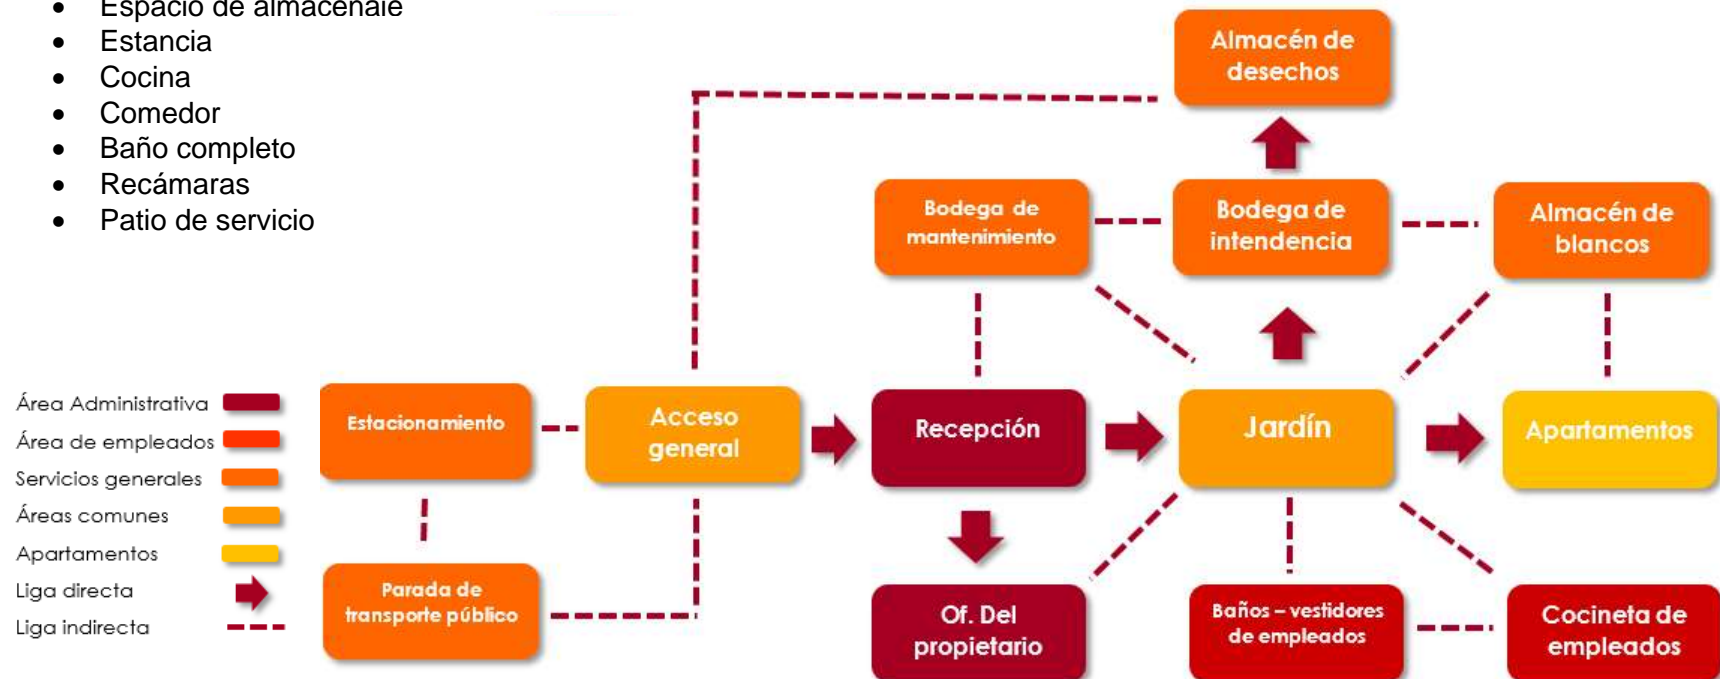 Espacio de almacenaje
Estancia
Cocina
Comedor
Baño completo
Recámaras
Patio de servicio
Almacén de
desechos
Bodega de
mantenimiento
Bodega de
intendencia
Almacén de
blancos
Área Administrativa
Área de empleados
Servicios generales
Áreas comunes
Apartamentos
Liga directa
Liga indirecta
Estacionamiento
Acceso
general
Recepción
Jardín
Apartamentos
Parada de
transporte público
Of. Del
propietario
Baños – vestidores
de empleados
Cocineta de
empleados